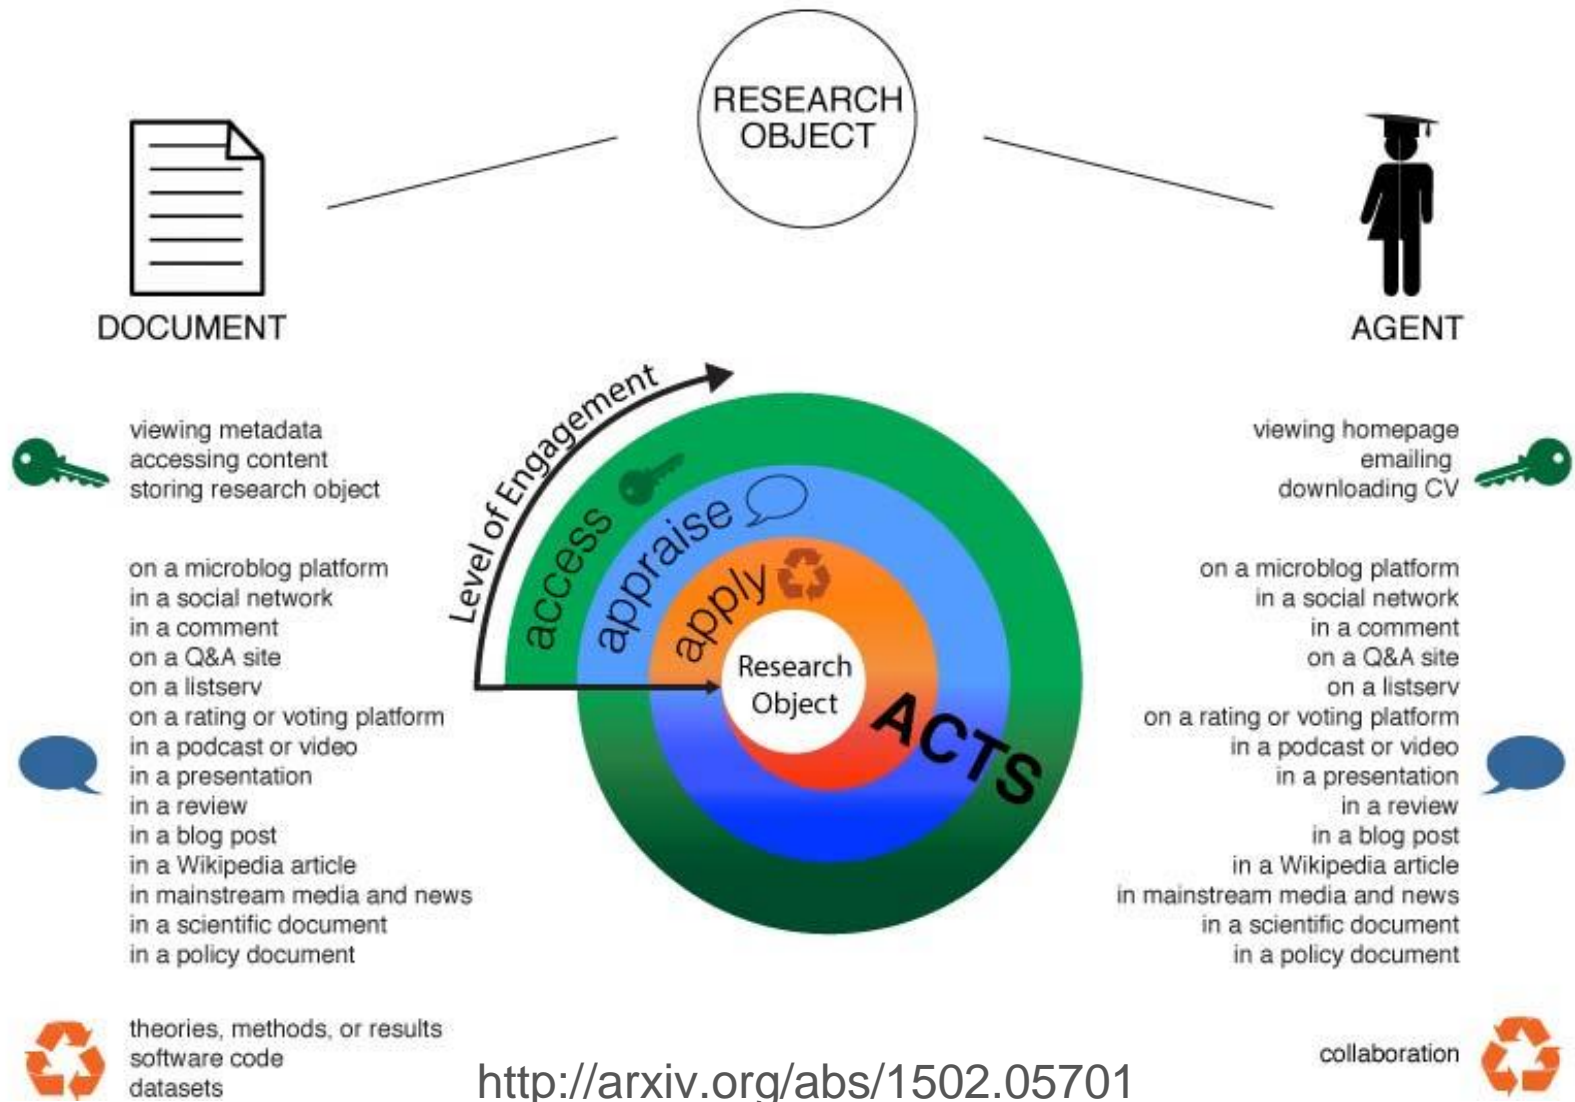 RESEARCH
OBJECT
DOCUMENT
AGENT
viewing metadata
accessing content
storing research object
on a microblog platform
in a social network
in a comment
on a Q&A site
on a listserv
on a rating or voting platform
in a podcast or video
in a presentation
in a review
in a blog post
in a Wikipedia article
in mainstream media and news
in a scientific document
in a policy document
theories, methods, or results
software code
datasets
Level of Engagement
access
appraise
apply
Research
Object
ACTS
viewing homepage
emailing
downloading CV
on a microblog platform
in a social network
in a comment
on a Q&A site
on a listserv
on a rating or voting platform
in a podcast or video
in a presentation
in a review
in a blog post
in a Wikipedia article
in mainstream media and news
in a scientific document
in a policy document
collaboration
http://arxiv.org/abs/1502.05701